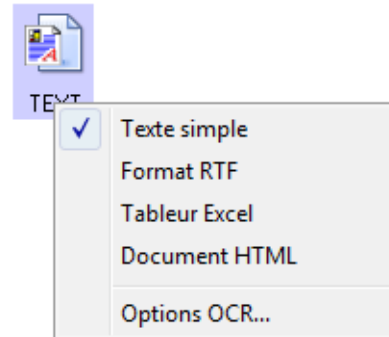 TEXT
Texte simple
Format RTF
Tableur Excel
Document HTML
Options OCR...